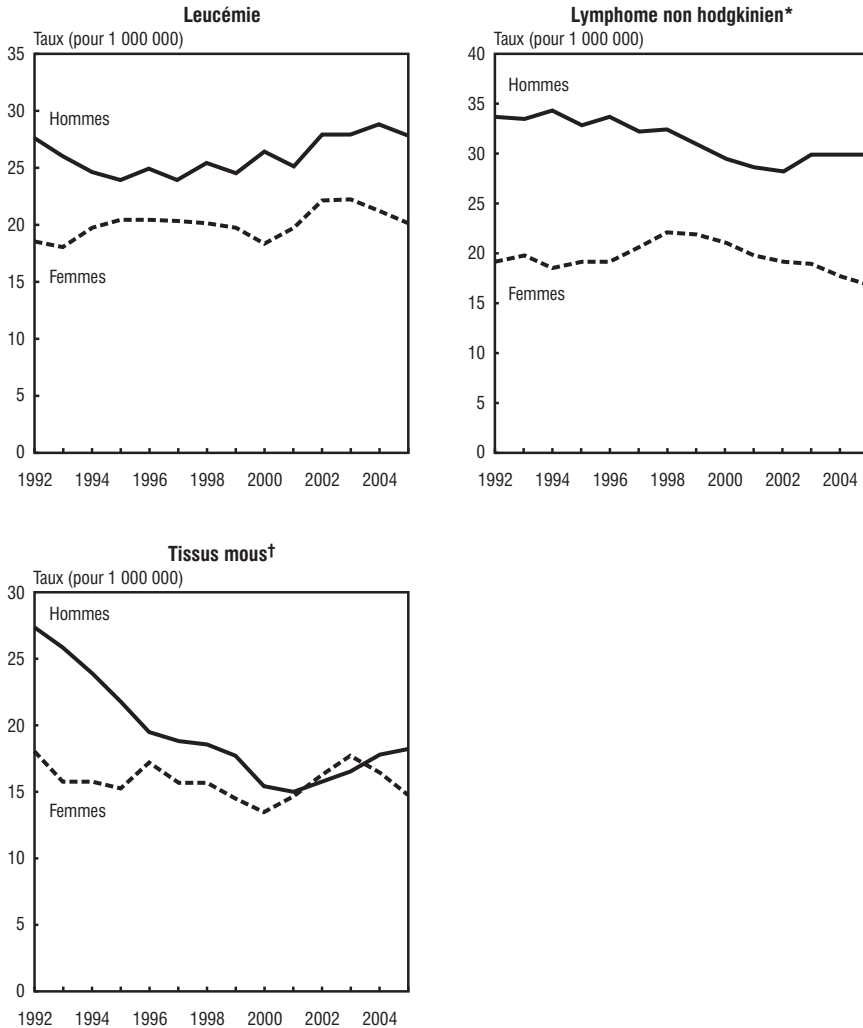 Leucémie
Taux (pour 1 000 000)
35
30
25
20
15
10
5
0
Hommes
Femmes
1992 1994 1996 1998 2000 2002 2004
Lymphome non hodgkinien*
Taux (pour 1 000 000)
40
35
30
25
20
15
10
5
0
Hommes
Femmes
1992 1994 1996 1998 2000 2002 2004
Tissus mous†
Taux (pour 1 000 000)
30
25
20
15
10
5
0
Hommes
Femmes
1992 1994 1996 1998 2000 2002 2004